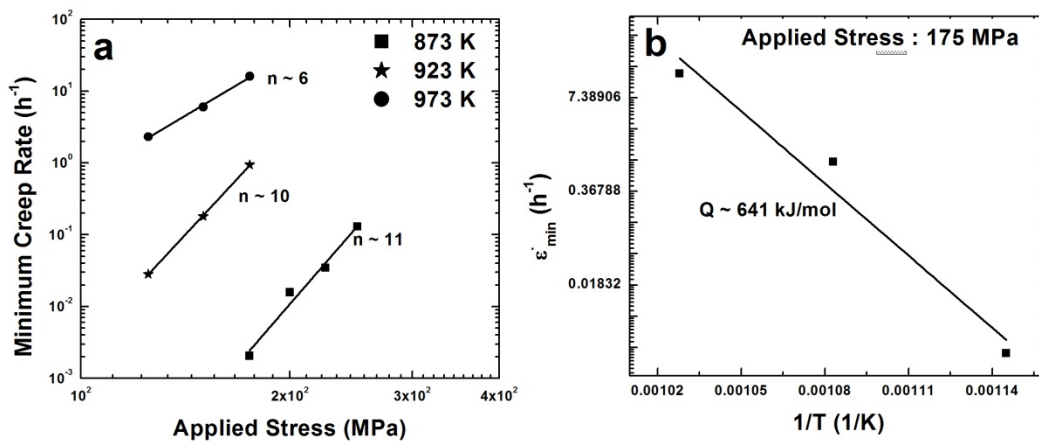 a
873 K
923 K
973 K
n ~ 6
n ~ 10
n ~ 11
10²
10¹
10⁰
10⁻¹
10⁻²
10⁻³
Minimum Creep Rate (h⁻¹)
10²
2x10²
3x10²
4x10²
Applied Stress (MPa)
b
Applied Stress : 175 MPa
7.38906
0.36788
0.01832
ε̇min (h⁻¹)
Q ~ 641 kJ/mol
0.00102
0.00105
0.00108
0.00111
0.00114
1/T (1/K)